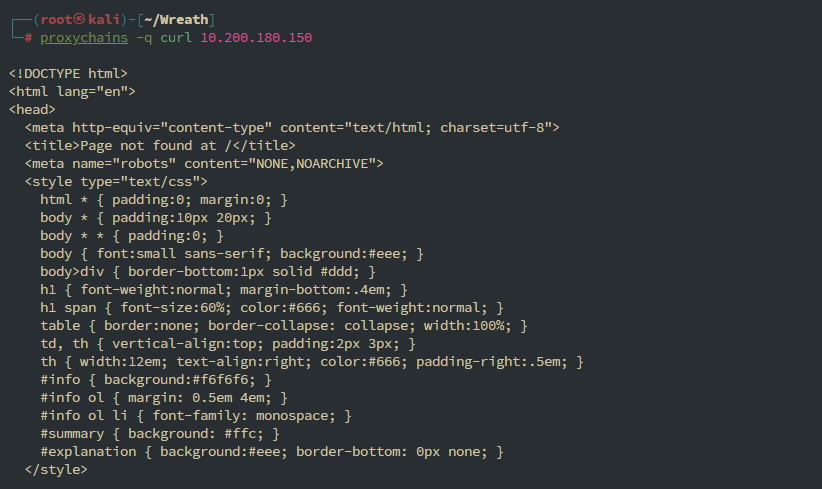 ┌──(root㉿kali)-[~/Wreath]
└─# proxychains -q curl 10.200.180.150

<!DOCTYPE html>
<html lang="en">
<head>
  <meta http-equiv="content-type" content="text/html; charset=utf-8">
  <title>Page not found at /</title>
  <meta name="robots" content="NONE,NOARCHIVE">
  <style type="text/css">
    html * { padding:0; margin:0; }
    body * { padding:10px 20px; }
    body * * { padding:0; }
    body { font:small sans-serif; background:#eee; }
    body>div { border-bottom:1px solid #ddd; }
    h1 { font-weight:normal; margin-bottom:.4em; }
    h1 span { font-size:60%; color:#666; font-weight:normal; }
    table { border:none; border-collapse: collapse; width:100%; }
    td, th { vertical-align:top; padding:2px 3px; }
    th { width:12em; text-align:right; color:#666; padding-right:.5em; }
    #info { background:#f6f6f6; }
    #info ol { margin: 0.5em 4em; }
    #info ol li { font-family: monospace; }
    #summary { background: #ffc; }
    #explanation { background:#eee; border-bottom: 0px none; }
  </style>